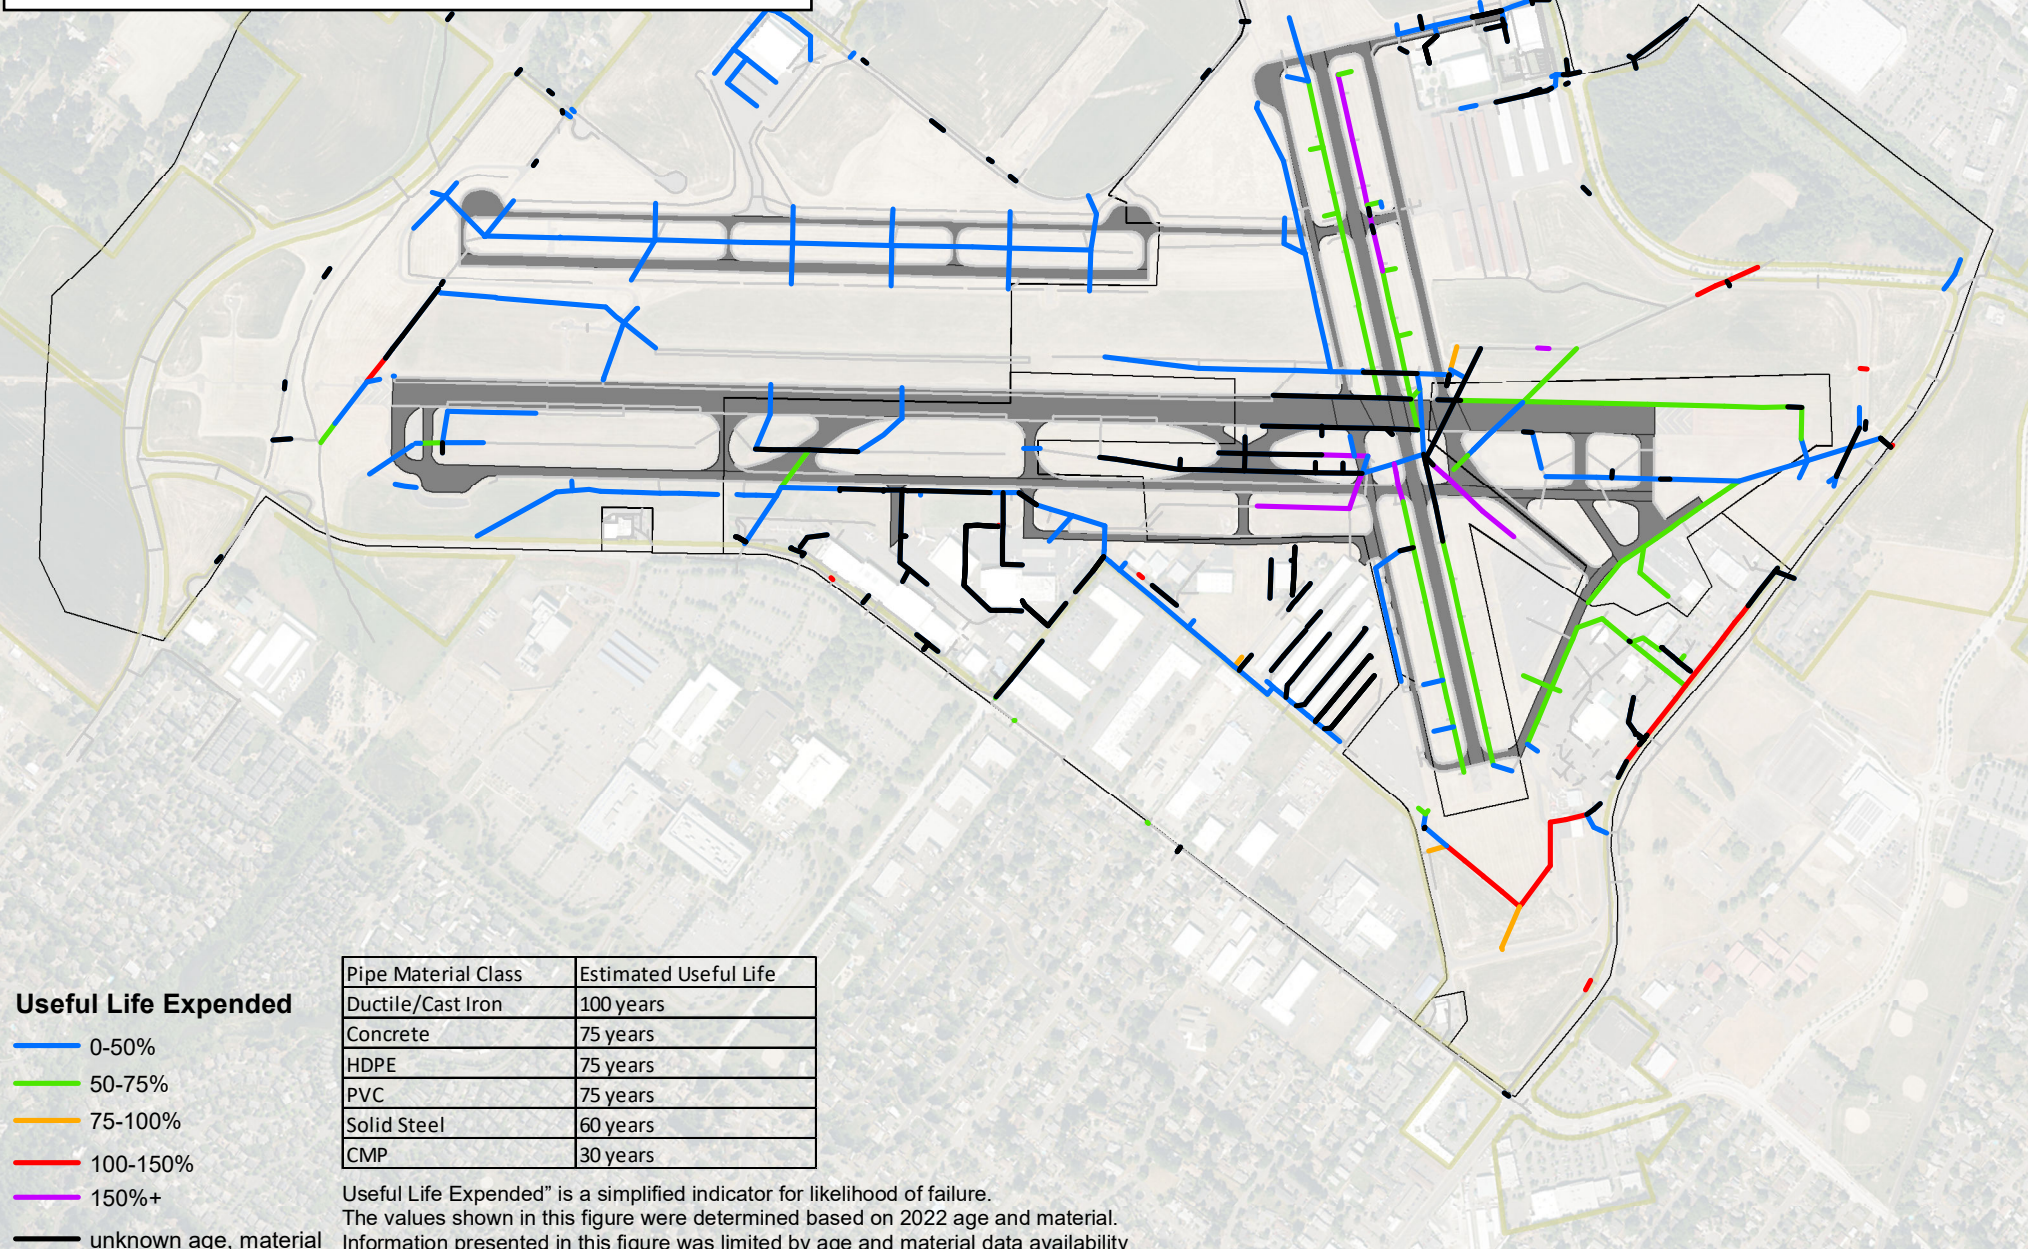 Useful Life Expended
0-50%
50-75%
75-100%
100-150%
150%+
unknown age, material
Pipe Material Class Estimated Useful Life
Ductile/Cast Iron 100 years
Concrete 75 years
HDPE 75 years
PVC 75 years
Solid Steel 60 years
CMP 30 years
Useful Life Expended” is a simplified indicator for likelihood of failure.
The values shown in this figure were determined based on 2022 age and material.
Information presented in this figure was limited by age and material data availability